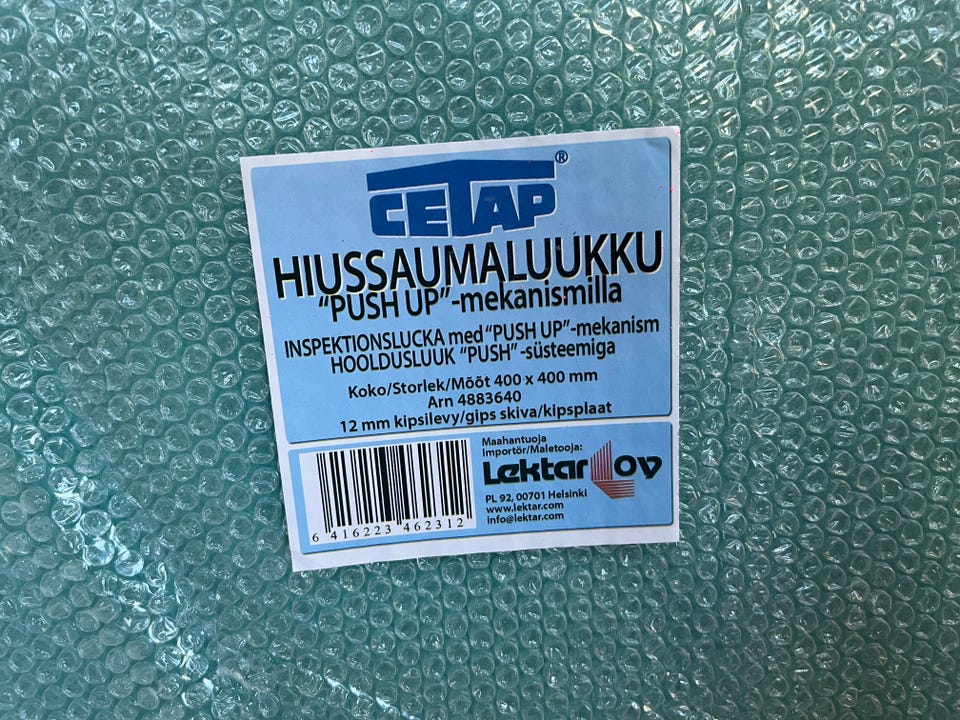 CETAP®
HIUSSAUMALUUKKU
"PUSH UP"-mekanismilla
INSPEKTIONSLUCKA med "PUSH UP"-mekanism
HOOLDUSLUUK "PUSH"-süsteemiga
Koko/Storlek/Mõõt 400 x 400 mm
Arn 4883640
12 mm kipsilevy/gips skiva/kipsplaat
Maahantuoja
Importör/Maletooja:
Lektar Oy
PL 92, 00701 Helsinki
www.lektar.com
info@lektar.com
6 416223 462312